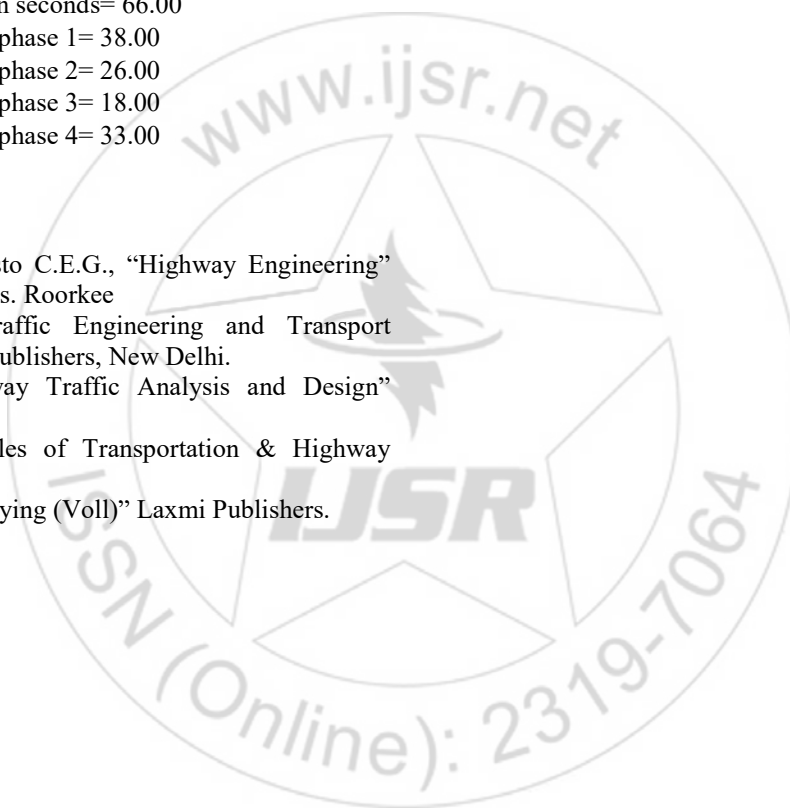 n seconds= 66.00
phase 1= 38.00
phase 2= 26.00
phase 3= 18.00
phase 4= 33.00
sto C.E.G., “Highway Engineering”
s. Roorkee
raffic Engineering and Transport
ublishers, New Delhi.
way Traffic Analysis and Design”
les of Transportation & Highway
ying (Voll)” Laxmi Publishers.
www.ijsr.net
IJSR
ISSN (Online): 2319-7064